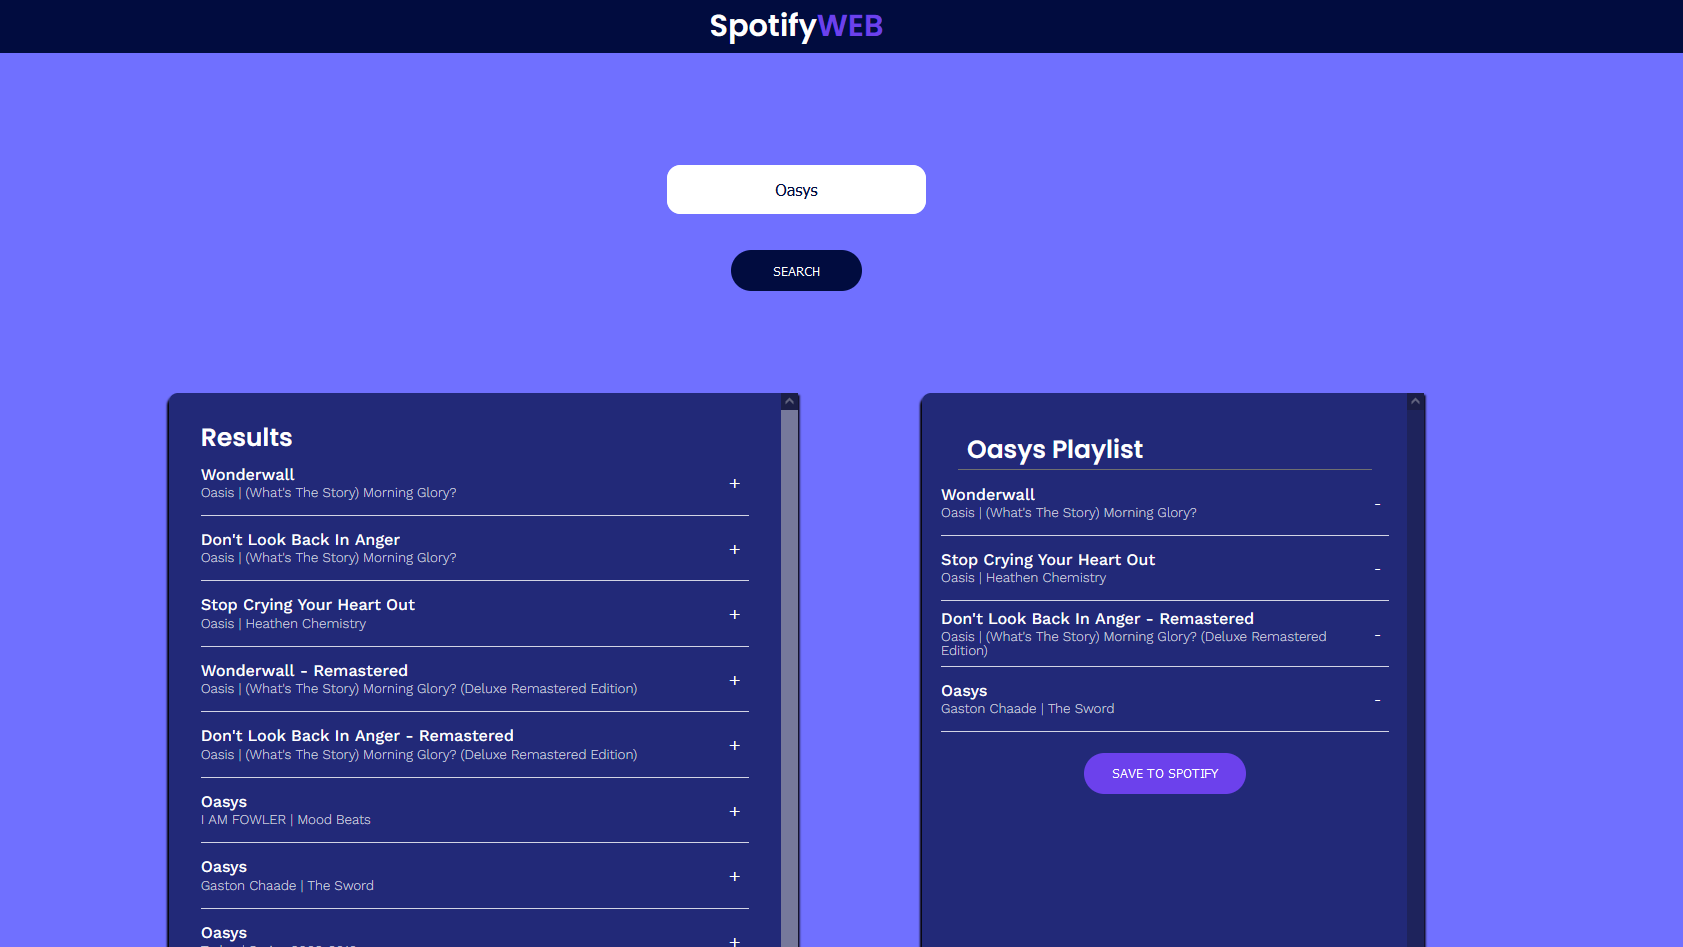 SpotifyWEB
Oasys
SEARCH
Results
Wonderwall
Oasis | (What's The Story) Morning Glory?
+
Don't Look Back In Anger
Oasis | (What's The Story) Morning Glory?
+
Stop Crying Your Heart Out
Oasis | Heathen Chemistry
+
Wonderwall - Remastered
Oasis | (What's The Story) Morning Glory? (Deluxe Remastered Edition)
+
Don't Look Back In Anger - Remastered
Oasis | (What's The Story) Morning Glory? (Deluxe Remastered Edition)
+
Oasys
I AM FOWLER | Mood Beats
+
Oasys
Gaston Chaade | The Sword
+
Oasys
+
Oasys Playlist
Wonderwall
Oasis | (What's The Story) Morning Glory?
-
Stop Crying Your Heart Out
Oasis | Heathen Chemistry
-
Don't Look Back In Anger - Remastered
Oasis | (What's The Story) Morning Glory? (Deluxe Remastered
Edition)
-
Oasys
Gaston Chaade | The Sword
-
SAVE TO SPOTIFY